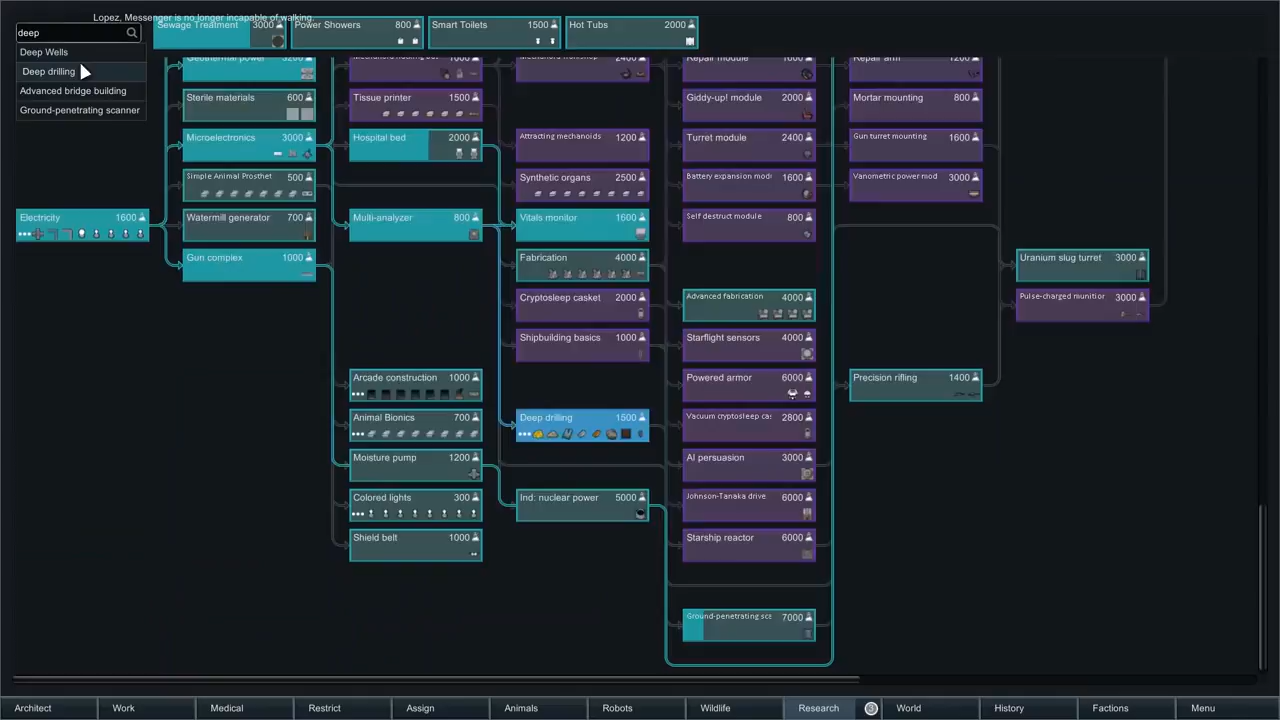 Lopez, Messenger is no longer incapable of walking.
deep
Deep Wells
Deep drilling
Advanced bridge building
Ground-penetrating scanner
Sewage Treatment 3000
Power Showers 800
Smart Toilets 1500
Hot Tubs 2000
Geothermal power 3200
2400
Repair module
Repair arm 1200
Sterile materials 600
Tissue printer 1500
Giddy-up! module 2000
Mortar mounting 800
Microelectronics 3000
Hospital bed 2000
Attracting mechanoids 1200
Turret module 2400
Gun turret mounting 1600
Simple Animal Prosthet 500
Synthetic organs 2500
Battery expansion modu 1600
Vanometric power mod 3000
Electricity 1600
Watermill generator 700
Multi-analyzer 800
Vitals monitor 1600
Self destruct module 800
Gun complex 1000
Fabrication 4000
Uranium slug turret 3000
Cryptosleep casket 2000
Advanced fabrication 4000
Pulse-charged munition 3000
Shipbuilding basics 1000
Starflight sensors 4000
Arcade construction 1000
Powered armor 6000
Precision rifling 1400
Animal Bionics 700
Deep drilling 1500
Vacuum cryptosleep cas 2800
Moisture pump 1200
AI persuasion 3000
Colored lights 300
Ind: nuclear power 5000
Johnson-Tanaka drive 6000
Shield belt 1000
Starship reactor 6000
Ground-penetrating sca 7000
Architect
Work
Medical
Restrict
Assign
Animals
Robots
Wildlife
Research
World
History
Factions
Menu